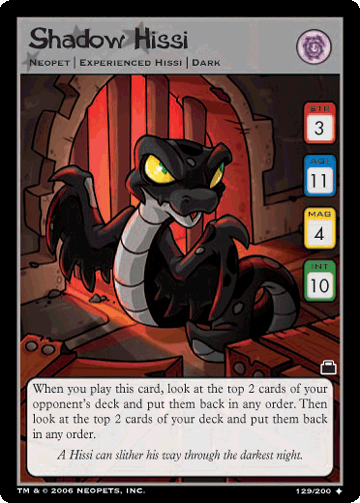 Shadow Hissi
Neopet | Experienced Hissi | Dark
STR
3
AGI
11
MAG
4
INT
10
When you play this card, look at the top 2 cards of your
opponent's deck and put them back in any order. Then
look at the top 2 cards of your deck and put them back
in any order.
A Hissi can slither his way through the darkest night.
TM & © 2006 NEOPETS, INC.
129/200